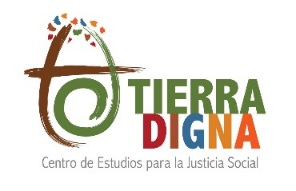 TIERRA
DIGNA
Centro de Estudios para la Justicia Social